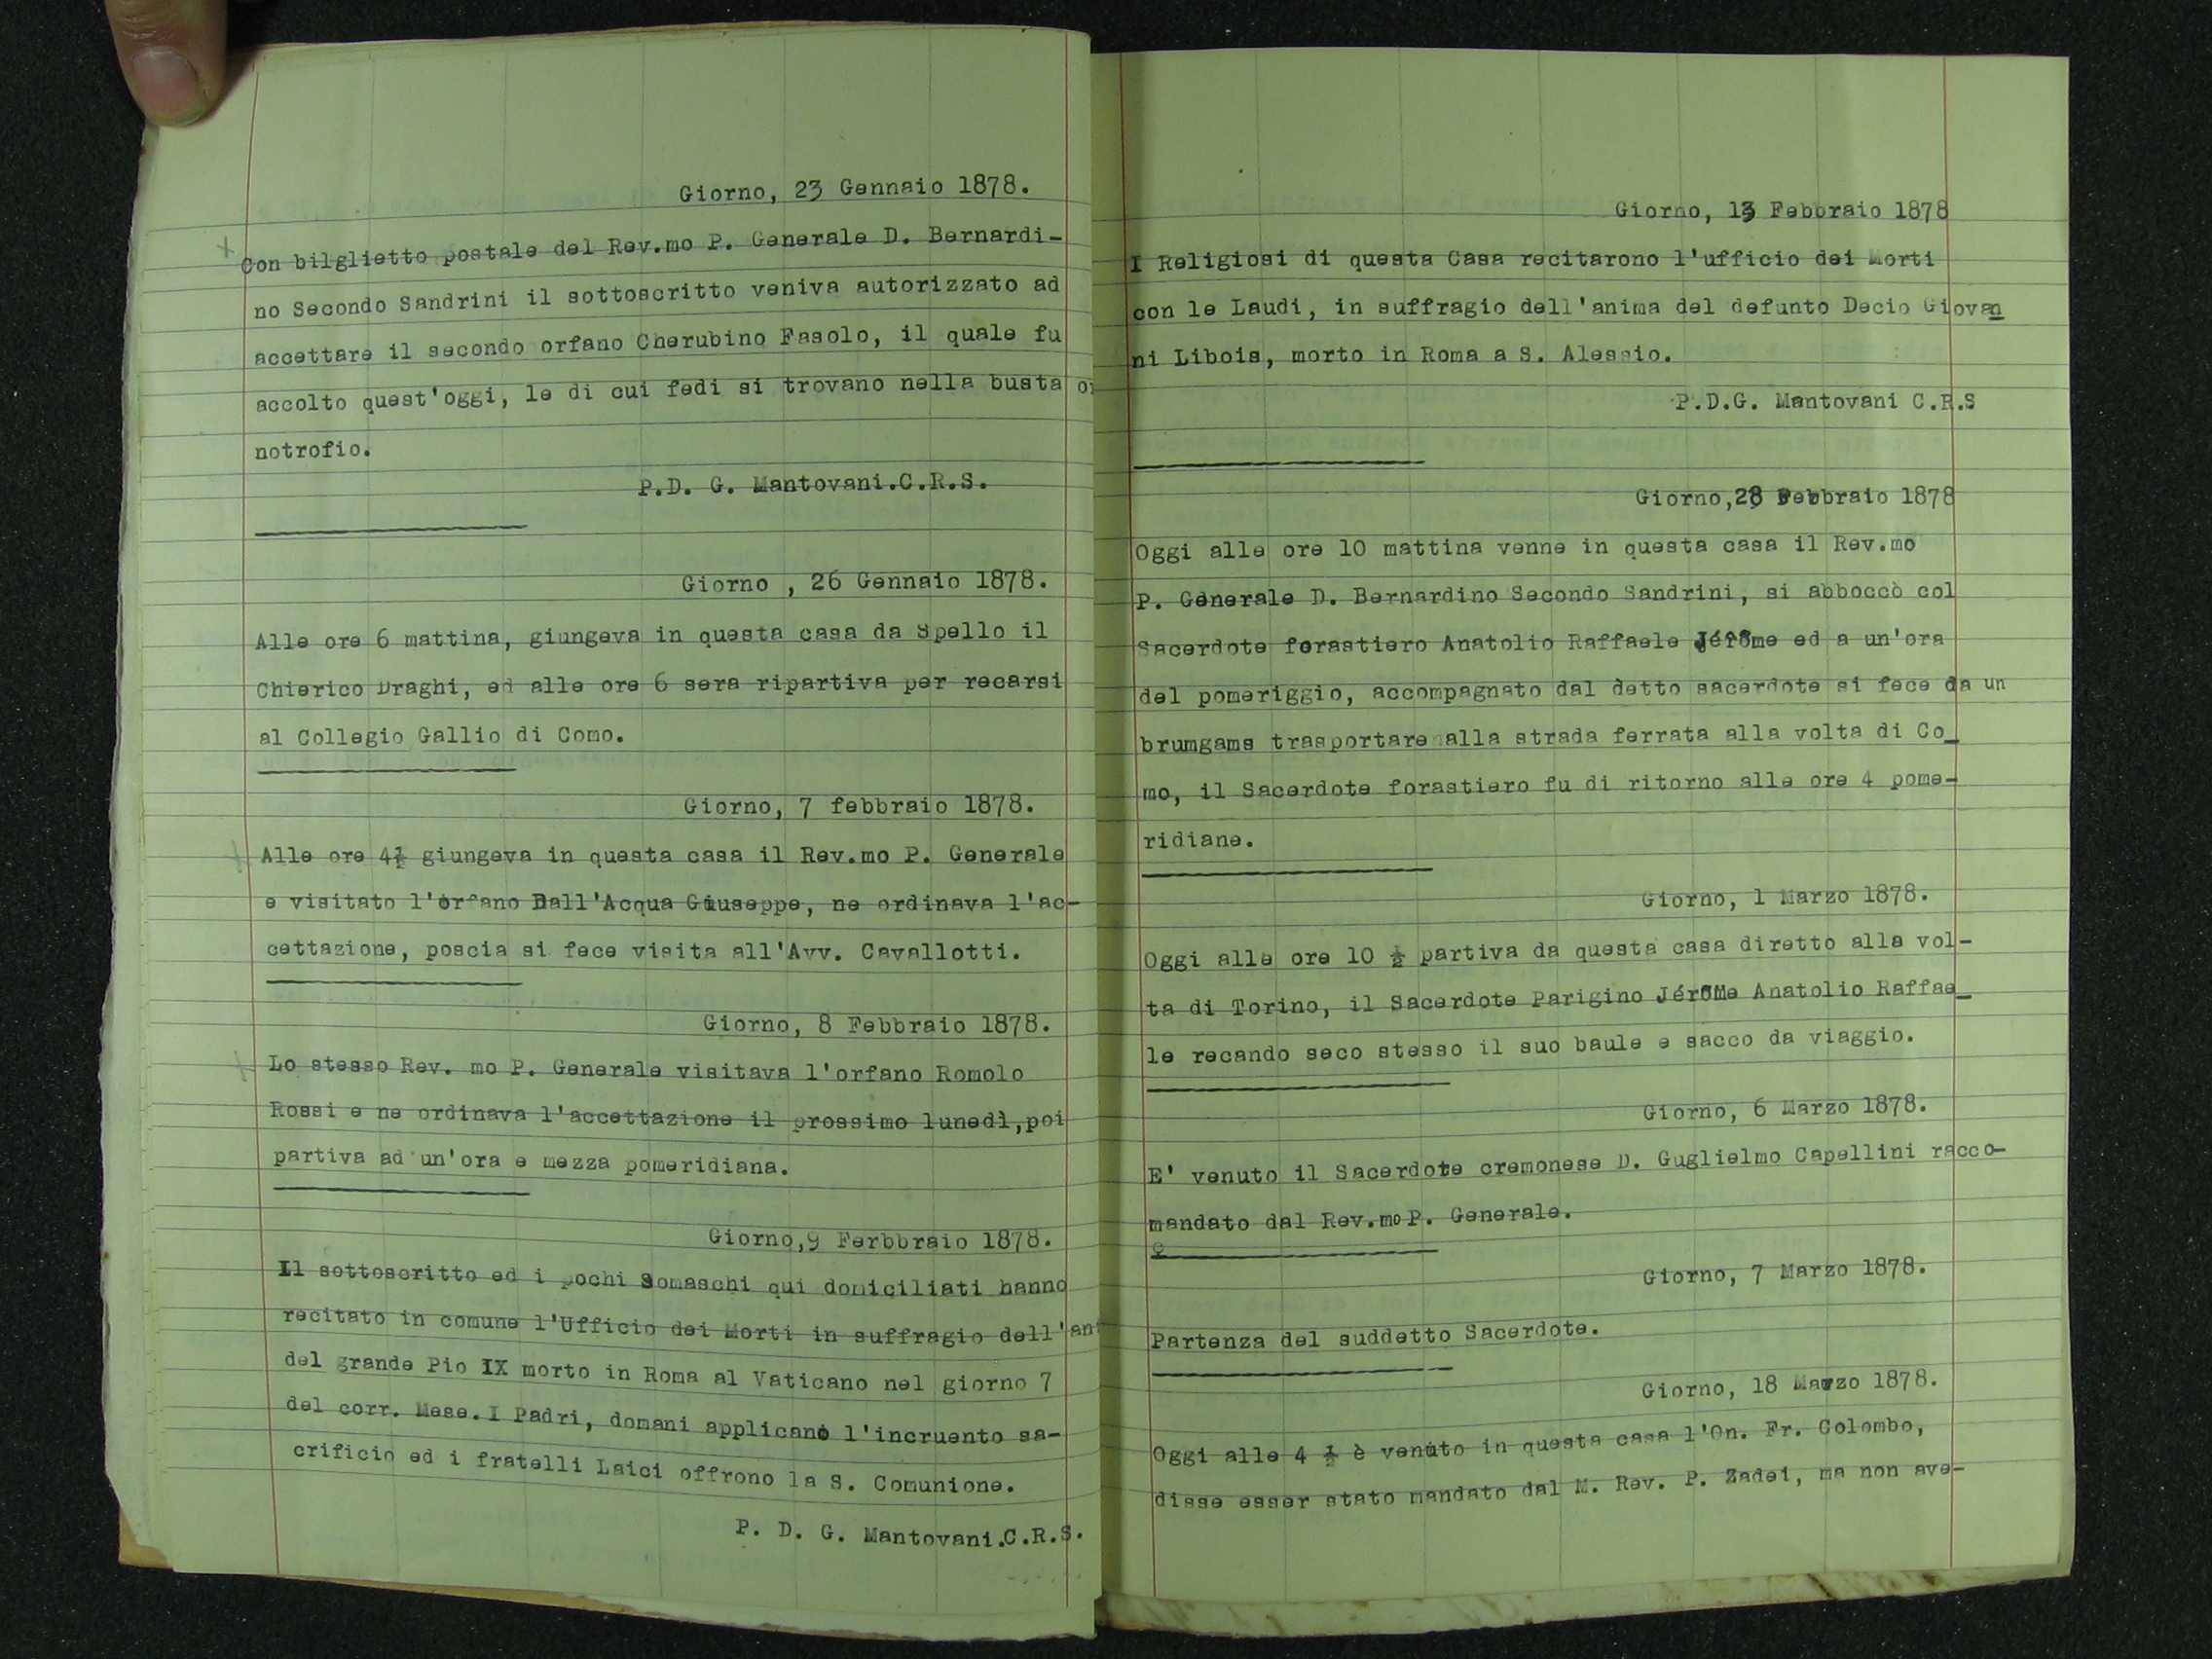 Giorno, 23 Gennaio 1878.
Con bilglietto postale del Rev.mo P. Generale D. Bernardi-
no Secondo Sandrini il sottoscritto veniva autorizzato ad
accettare il secondo orfano Cherubino Fasolo, il quale fu
accolto quest'oggi, le di cui fedi si trovano nella busta or
notrofio.
P.D. G. Mantovani.C.R.S.
Giorno , 26 Gennaio 1878.
Alle ore 6 mattina, giungeva in questa casa da Spello il
Chierico Draghi, ed alle ore 6 sera ripartiva per recarsi
al Collegio Gallio di Como.
Giorno, 7 febbraio 1878.
Alle ore 4½ giungeva in questa casa il Rev.mo P. Generale
e visitato l'orfano Dall'Acqua Giuseppe, ne ordinava l'ac-
cettazione, poscia si fece visita all'Avv. Cavallotti.
Giorno, 8 Febbraio 1878.
Lo stesso Rev. mo P. Generale visitava l'orfano Romolo
Rossi e ne ordinava l'accettazione il prossimo lunedì,poi
partiva ad un'ora e mezza pomeridiana.
Giorno,9 Ferbbraio 1878.
Il sottoscritto ed i pochi Somaschi qui domiciliati hanno
recitato in comune l'Ufficio dei Morti in suffragio dell'an
del grande Pio IX morto in Roma al Vaticano nel giorno 7
del corr. Mese. I Padri, domani applicano l'incruento sa-
crificio ed i fratelli Laici offrono la S. Comunione.
P. D. G. Mantovani.C.R.S.
Giorno, 13 Febbraio 1878
I Religiosi di questa Casa recitarono l'ufficio dei Morti
con le Laudi, in suffragio dell'anima del defunto Decio Giovan
ni Libois, morto in Roma a S. Alessio.
P.D.G. Mantovani C.R.S
Giorno,28 Febbraio 1878
Oggi alle ore 10 mattina venne in questa casa il Rev.mo
P. Generale D. Bernardino Secondo Sandrini, si abboccò col
Sacerdote forastiero Anatolio Raffaele Jérôme ed a un'ora
del pomeriggio, accompagnato dal detto sacerdote si fece da un
brumgams trasportare alla strada ferrata alla volta di Co_
mo, il Sacerdote forastiero fu di ritorno alle ore 4 pome-
ridiane.
Giorno, 1 Marzo 1878.
Oggi alle ore 10 ½ partiva da questa casa diretto alla vol-
ta di Torino, il Sacerdote Parigino Jérôme Anatolio Raffae_
le recando seco stesso il suo baule e sacco da viaggio.
Giorno, 6 Marzo 1878.
E' venuto il Sacerdote cremonese D. Guglielmo Capellini racco-
mandato dal Rev.mo P. Generale.
Giorno, 7 Marzo 1878.
Partenza del suddetto Sacerdote.
Giorno, 18 Marzo 1878.
Oggi alle 4 ½ è venuto in questa casa l'On. Fr. Colombo,
disse esser stato mandato dal M. Rev. P. Zadei, ma non ave-